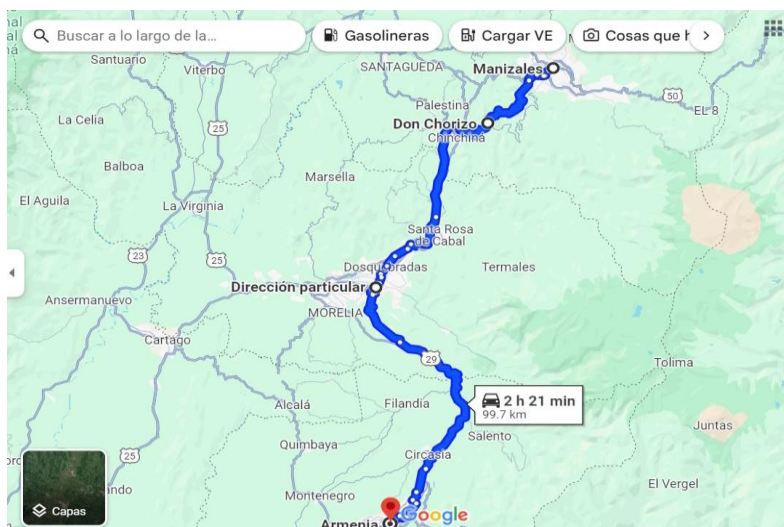 Buscar a lo largo de la...
Gasolineras
Cargar VE
Cosas que h
Santuario
Viterbo
SANTAGUEDA
Manizales
50
EL 8
Palestina
La Celia
25
Don Chorizo
Chinchiná
Balboa
Marsella
El Aguila
La Virginia
Santa Rosa
de Cabal
23
25
Dosquebradas
Termales
Dirección particular
Ansermanuevo
MORELIA
Cartago
29
Tolima
2 h 21 min
99.7 km
Alcalá
Filandia
Juntas
Salento
Quimbaya
Circasia
25
El Vergel
Montenegro
ando
Capas
Google
Armenia